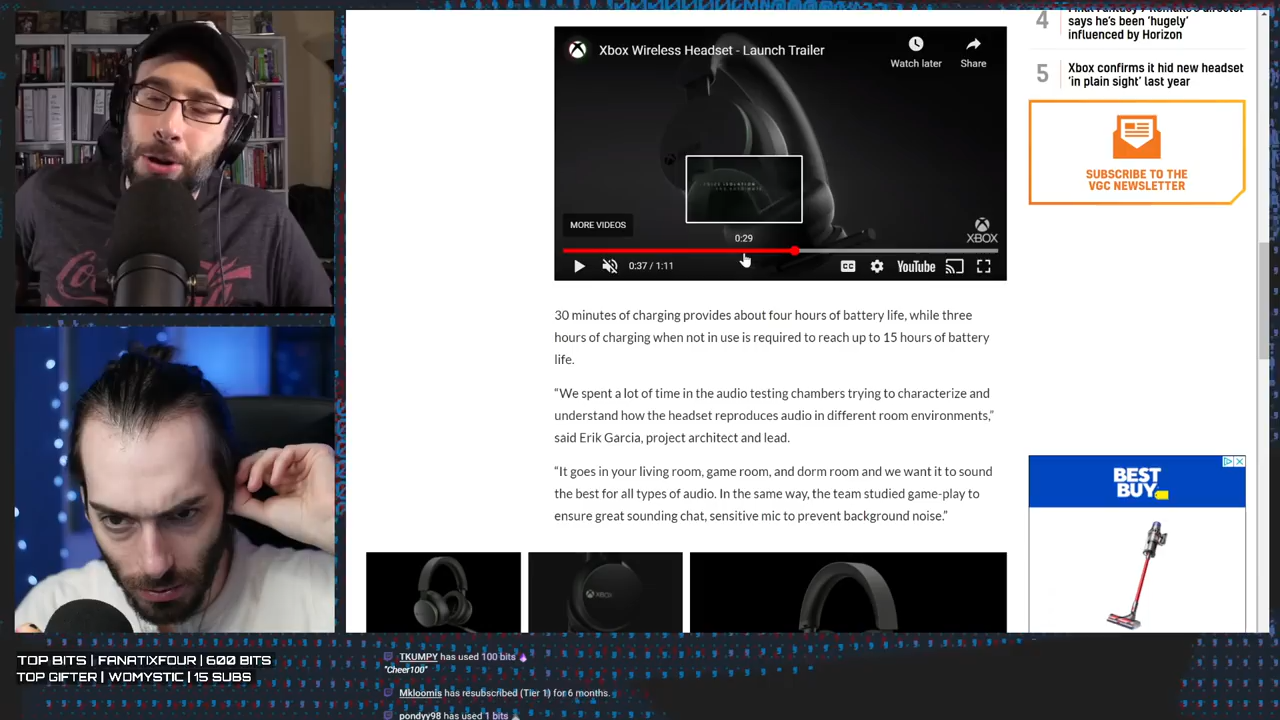 Xbox Wireless Headset - Launch Trailer
Watch later
Share
MORE VIDEOS
0:29
XBOX
0:37 / 1:11
CC
YouTube
30 minutes of charging provides about four hours of battery life, while three
hours of charging when not in use is required to reach up to 15 hours of battery
life.
“We spent a lot of time in the audio testing chambers trying to characterize and
understand how the headset reproduces audio in different room environments,”
said Erik Garcia, project architect and lead.
“It goes in your living room, game room, and dorm room and we want it to sound
the best for all types of audio. In the same way, the team studied game-play to
ensure great sounding chat, sensitive mic to prevent background noise.”
XBOX
4
says he's been ‘hugely’
influenced by Horizon
5
Xbox confirms it hid new headset
‘in plain sight’ last year
SUBSCRIBE TO THE
VGC NEWSLETTER
BEST
BUY
Coca-Cola
TOP BITS | FANATIXFOUR | 600 BITS
TOP GIFTER | WDMYSTIC | 15 SUBS
TKUMPY has used 100 bits
"Cheer100"
Mkloomis has resubscribed (Tier 1) for 6 months.
pondyy98 has used 1 bits